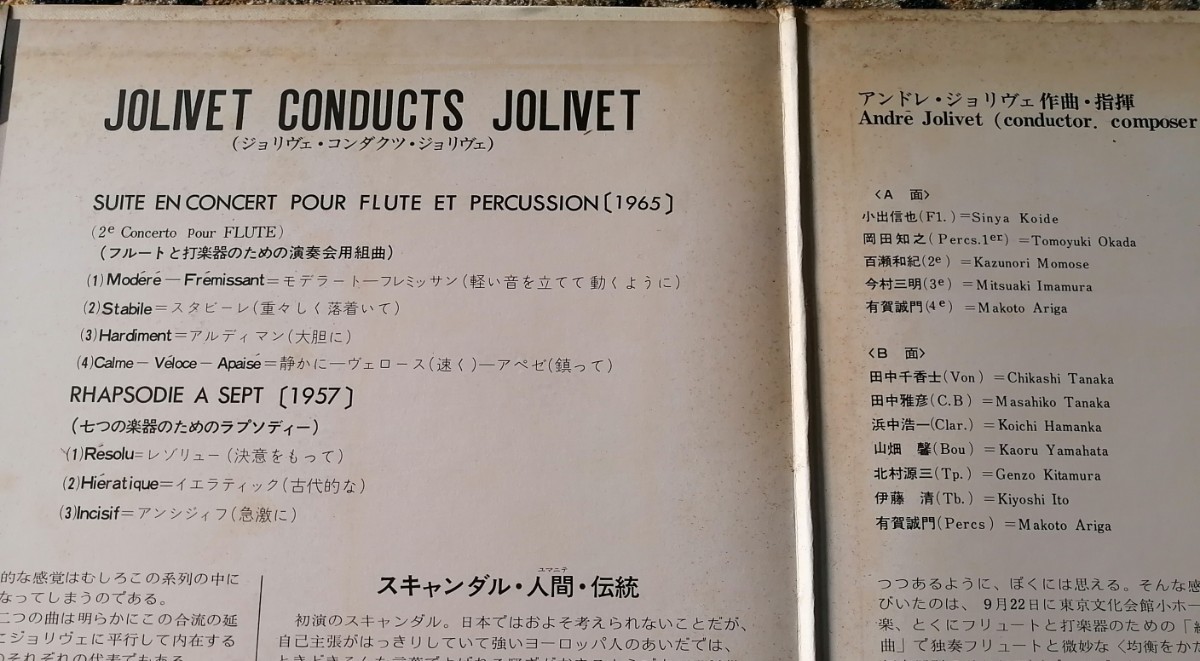 JOLIVET CONDUCTS JOLIVET
(ジョリヴェ・コンダクツ・ジョリヴェ)
SUITE EN CONCERT POUR FLUTE ET PERCUSSION〔1965〕
(2e Concerto pour FLUTE)
(フルートと打楽器のための演奏会用組曲)
(1)Modéré—Frémissant=モデラート—フレミッサン(軽い音を立てて動くように)
(2)Stabile=スタビーレ(重々しく落着いて)
(3)Hardiment=アルディマン(大胆に)
(4)Calme—Véloce—Apaisé=静かに—ヴェロース(速く)—アペゼ(鎮って)
RHAPSODIE A SEPT〔1957〕
(七つの楽器のためのラプソディー)
(1)Résolu=レゾリュー(決意をもって)
(2)Hiératique=イエラティック(古代的な)
(3)Incisif=アンシジィフ(急激に)
的な感覚はむしろこの系列の中に
なってしまうのである。
二つの曲は明らかにこの合流の延
にジョリヴェに平行して内在する
のそれぞれの代表でもある。
ユマニテ
スキャンダル・人間・伝統
初演のスキャンダル。日本ではおよそ考えられないことだが、
自己主張がはっきりしていて強いヨーロッパ人のあいだでは、
アンドレ・ジョリヴェ作曲・指揮
André Jolivet (conductor. composer
〈A 面〉
小出信也(Fl.)=Sinya Koide
岡田知之(Percs.1er)=Tomoyuki Okada
百瀬和紀(2e)=Kazunori Momose
今村三明(3e)=Mitsuaki Imamura
有賀誠門(4e)=Makoto Ariga
〈B 面〉
田中千香士(Von)=Chikashi Tanaka
田中雅彦(C.B)=Masahiko Tanaka
浜中浩一(Clar.)=Koichi Hamanka
山畑 馨(Bou)=Kaoru Yamahata
北村源三(Tp.)=Genzo Kitamura
伊藤 清(Tb.)=Kiyoshi Ito
有賀誠門(Percs)=Makoto Ariga
つつあるように、ぼくには思える。そんな感
びいたのは、9月22日に東京文化会館小ホー
楽、とくにフリュートと打楽器のための「
曲」で独奏フリュートと微妙な〈均衡をか